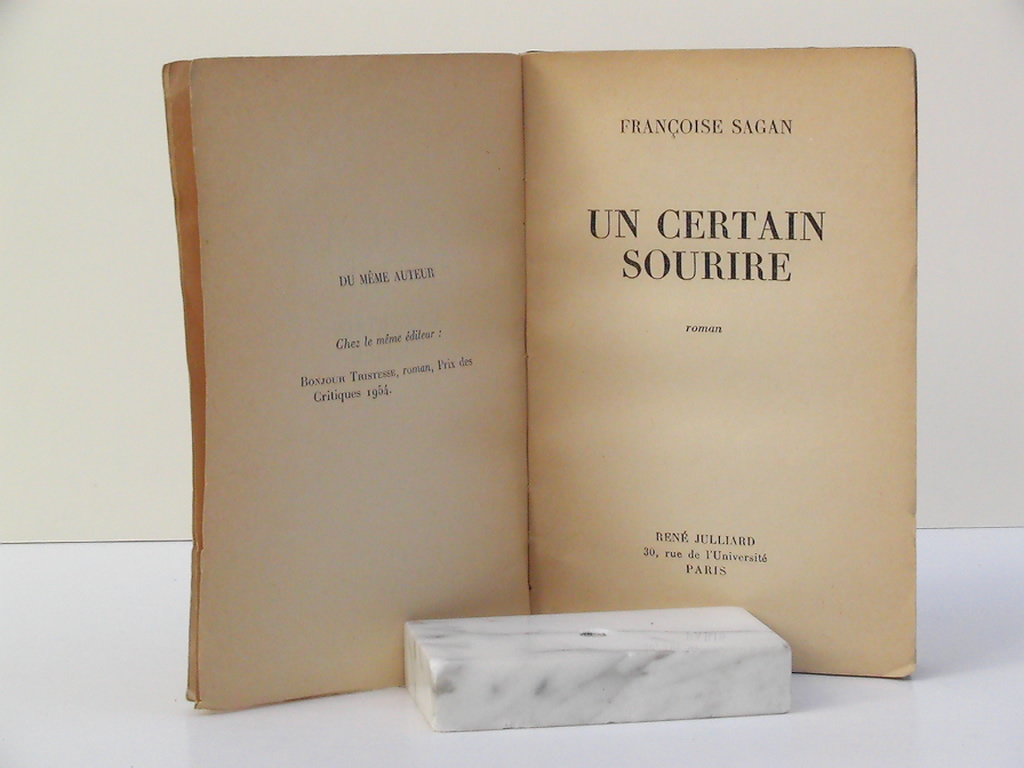 DU MÊME AUTEUR
Chez le même éditeur :
BONJOUR TRISTESSE, roman, Prix des
Critiques 1954.
FRANÇOISE SAGAN
UN CERTAIN
SOURIRE
roman
RENÉ JULLIARD
30, rue de l'Université
PARIS